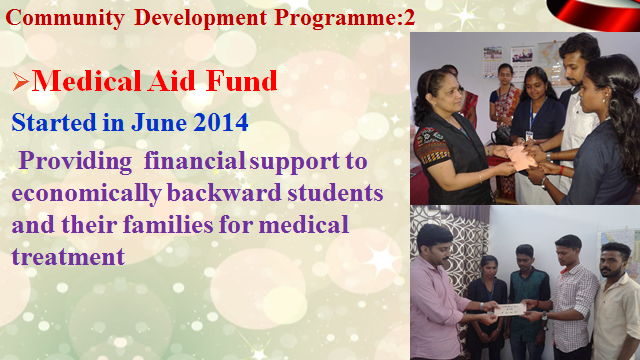 Community Development Programme:2
➢Medical Aid Fund
Started in June 2014
Providing financial support to
economically backward students
and their families for medical
treatment